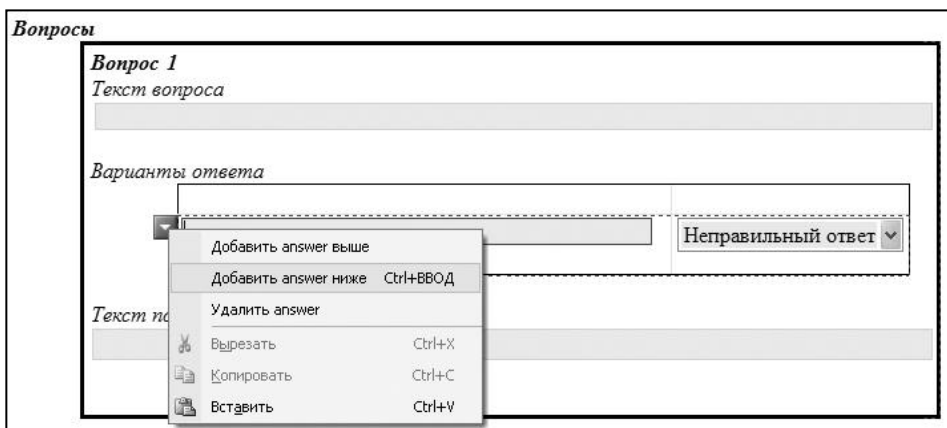 Вопросы
Вопрос 1
Текст вопроса
Варианты ответа
Неправильный ответ
Добавить answer выше
Добавить answer ниже Ctrl+ВВОД
Удалить answer
Текст
Вырезать Ctrl+X
Копировать Ctrl+C
Вставить Ctrl+V